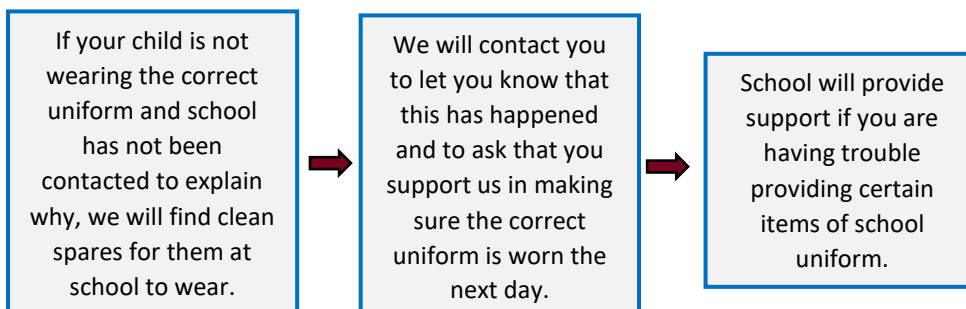 If your child is not
wearing the correct
uniform and school
has not been
contacted to explain
why, we will find clean
spares for them at
school to wear.
We will contact you
to let you know that
this has happened
and to ask that you
support us in making
sure the correct
uniform is worn the
next day.
School will provide
support if you are
having trouble
providing certain
items of school
uniform.